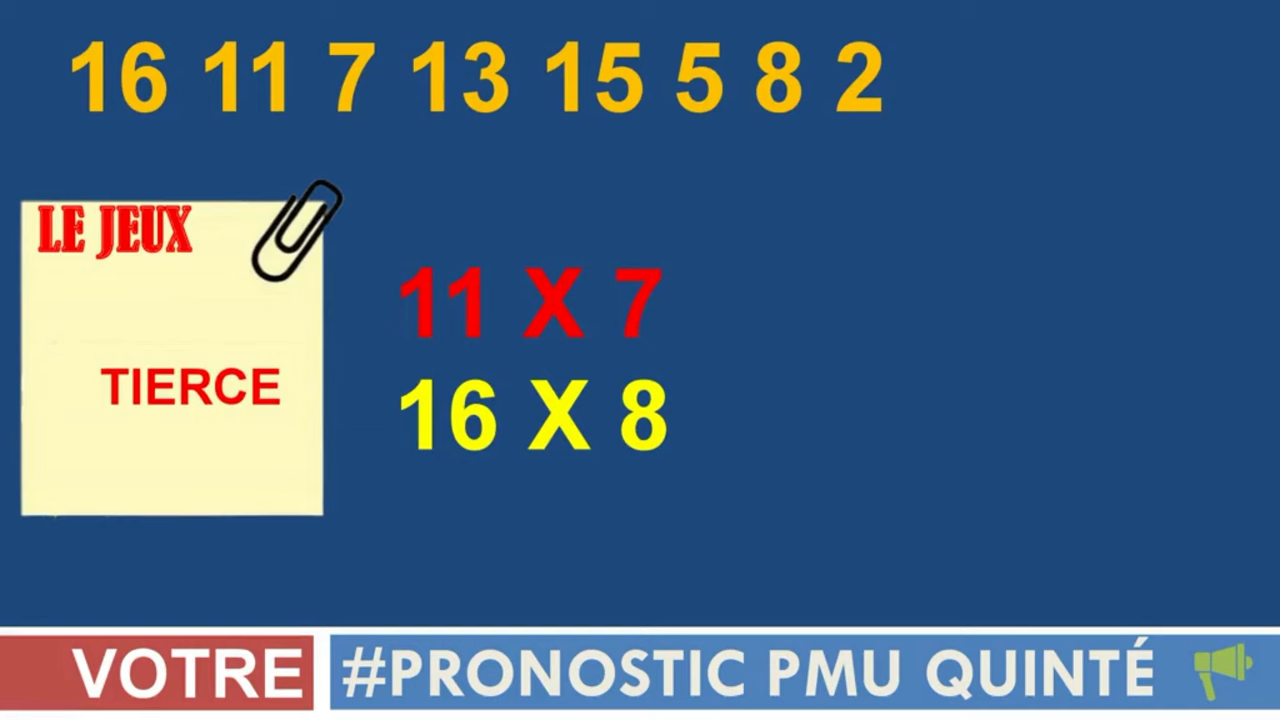 16 11 7 13 15 5 8 2
LE JEUX
11 X 7
TIERCE
16 X 8
VOTRE #PRONOSTIC PMU QUINTÉ